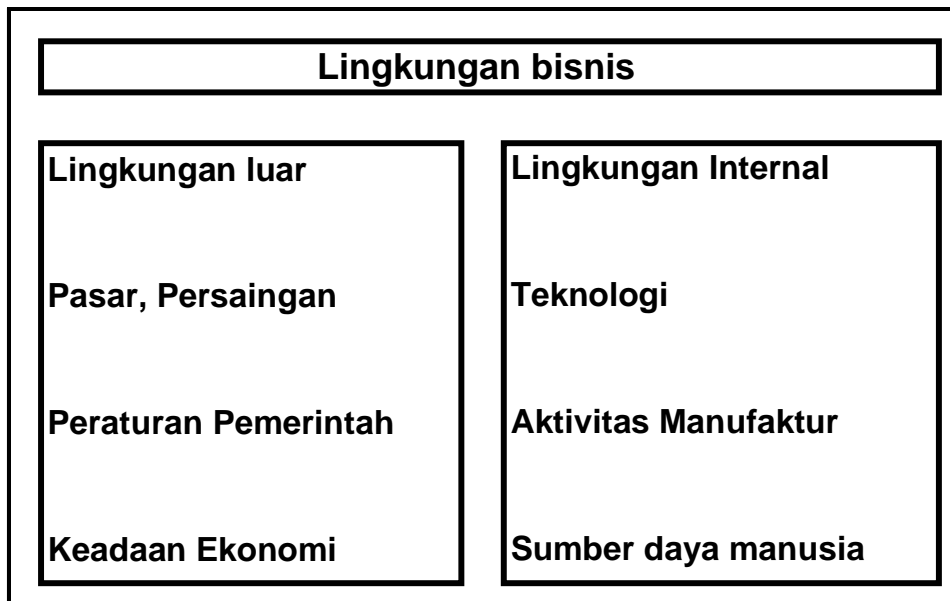 Lingkungan bisnis
Lingkungan luar
Pasar, Persaingan
Peraturan Pemerintah
Keadaan Ekonomi
Lingkungan Internal
Teknologi
Aktivitas Manufaktur
Sumber daya manusia